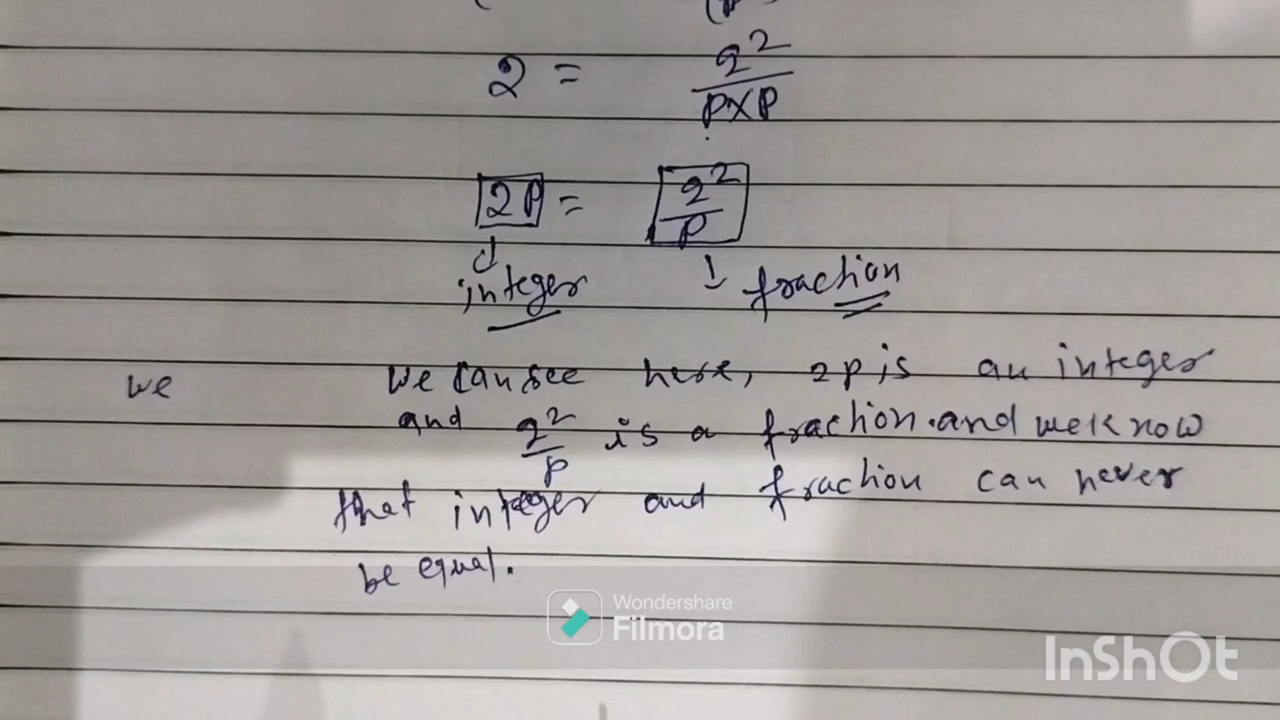 2 = q²/P×P
2P = q²/P
integer fraction
we we can see here, 2p is an integer
and q²/p is a fraction. and we know
that integer and fraction can never
be equal.
Wondershare
Filmora
InShOt